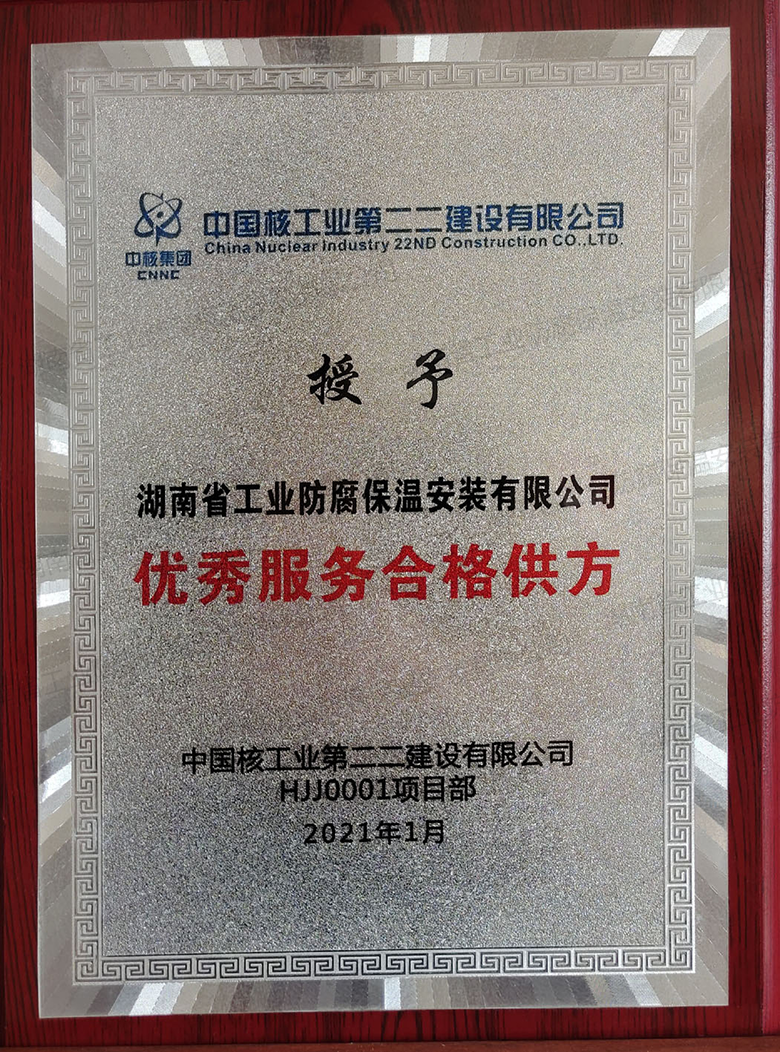 中国核工业第二二建设有限公司
China Nuclear Industry 22ND Construction CO.,LTD.
中核集团
CNNC
授予
湖南省工业防腐保温安装有限公司
优秀服务合格供方
中国核工业第二二建设有限公司
HJJ0001项目部
2021年1月